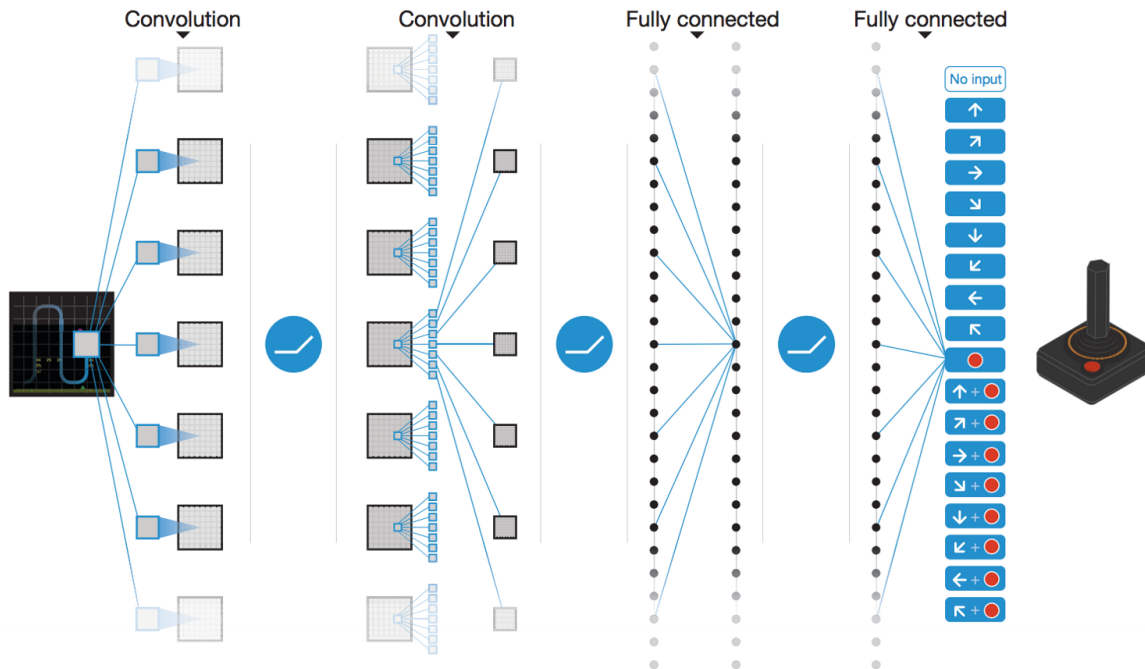 Convolution
Convolution
Fully connected
Fully connected
No input
+
+
+
+
+
+
+
+